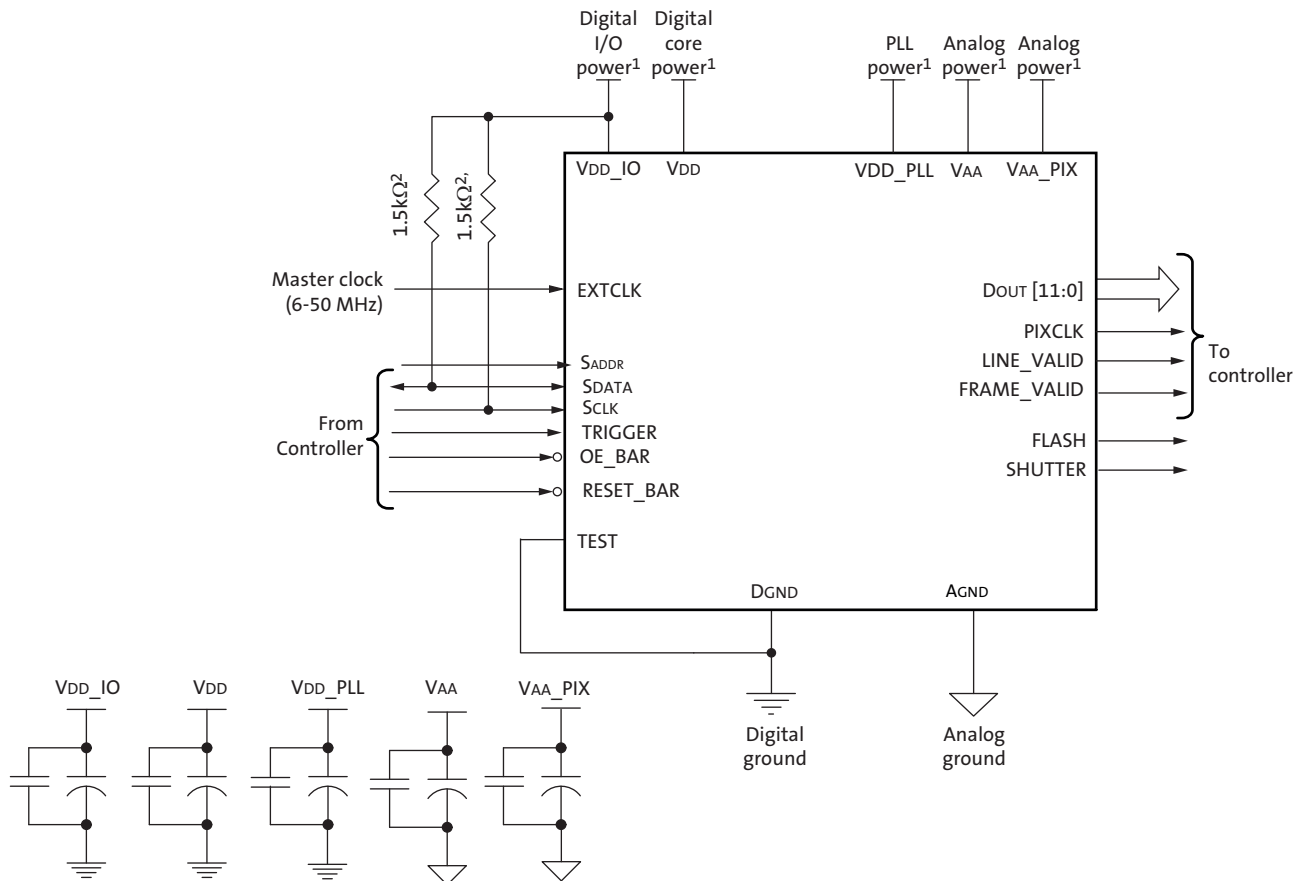 Digital
I/O
power1
Digital
core
power1
PLL
power1
Analog
power1
Analog
power1
VDD_IO
VDD
VDD_PLL
VAA
VAA_PIX
1.5kΩ2
1.5kΩ2,
Master clock
(6-50 MHz)
EXTCLK
SADDR
SDATA
SCLK
TRIGGER
OE_BAR
RESET_BAR
TEST
From
Controller
DOUT [11:0]
PIXCLK
LINE_VALID
FRAME_VALID
FLASH
SHUTTER
To
controller
DGND
AGND
Digital
ground
Analog
ground
VDD_IO
VDD
VDD_PLL
VAA
VAA_PIX